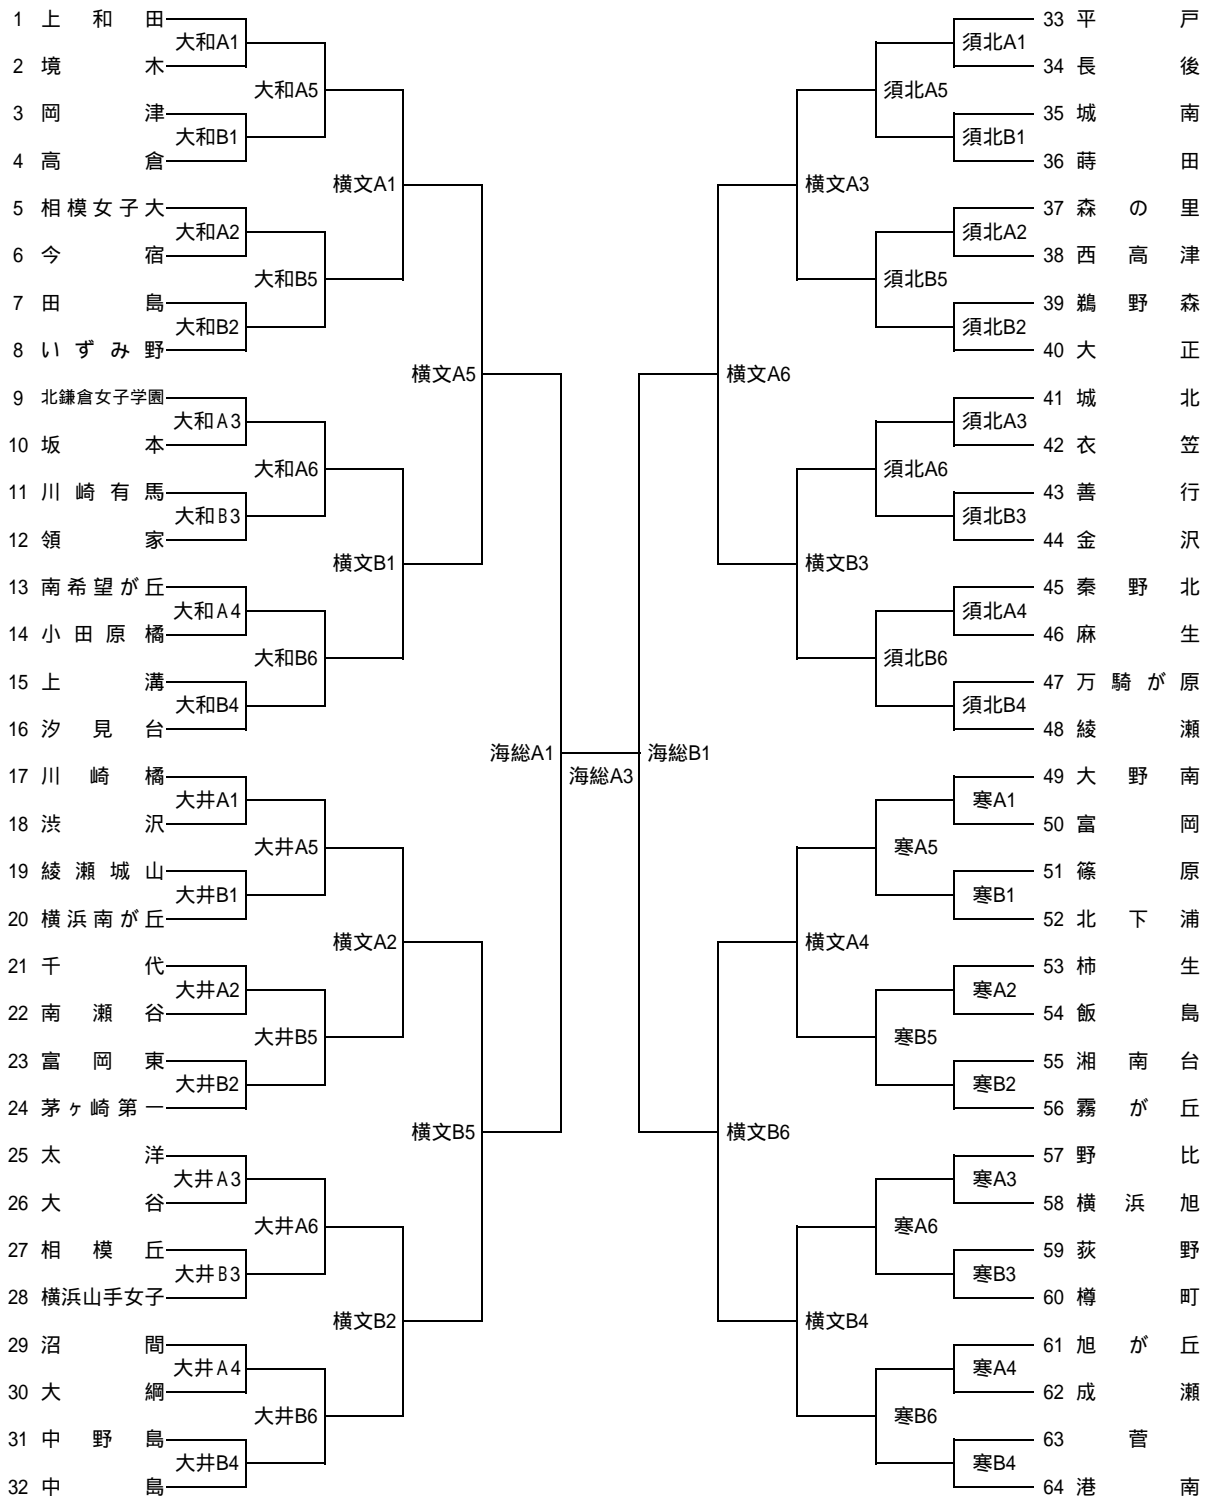 1 上和田
大和A1
2 境木
大和A5
3 岡津
大和B1
4 高倉
横文A1
5 相模女子大
大和A2
6 今宿
大和B5
7 田島
大和B2
8 いずみ野
横文A5
9 北鎌倉女子学園
大和A3
10 坂本
大和A6
11 川崎有馬
大和B3
12 領家
横文B1
13 南希望が丘
大和A4
14 小田原橘
大和B6
15 上溝
大和B4
16 汐見台
海総A1
17 川崎橘
大井A1
18 渋沢
大井A5
19 綾瀬城山
大井B1
20 横浜南が丘
横文A2
21 千代
大井A2
22 南瀬谷
大井B5
23 富岡東
大井B2
24 茅ヶ崎第一
横文B5
25 太洋
大井A3
26 大谷
大井A6
27 相模丘
大井B3
28 横浜山手女子
横文B2
29 沼間
大井A4
30 大綱
大井B6
31 中野島
大井B4
32 中島
海総A3
33 平戸
須北A1
34 長後
須北A5
35 城南
須北B1
36 蒔田
横文A3
37 森の里
須北A2
38 西高津
須北B5
39 鵜野森
須北B2
40 大正
横文A6
41 城北
須北A3
42 衣笠
須北A6
43 善行
須北B3
44 金沢
横文B3
45 秦野北
須北A4
46 麻生
須北B6
47 万騎が原
須北B4
48 綾瀬
海総B1
49 大野南
寒A1
50 富岡
寒A5
51 篠原
寒B1
52 北下浦
横文A4
53 柿生
寒A2
54 飯島
寒B5
55 湘南台
寒B2
56 霧が丘
横文B6
57 野比
寒A3
58 横浜旭
寒A6
59 荻野
寒B3
60 樽町
横文B4
61 旭が丘
寒A4
62 成瀬
寒B6
63 菅
寒B4
64 港南